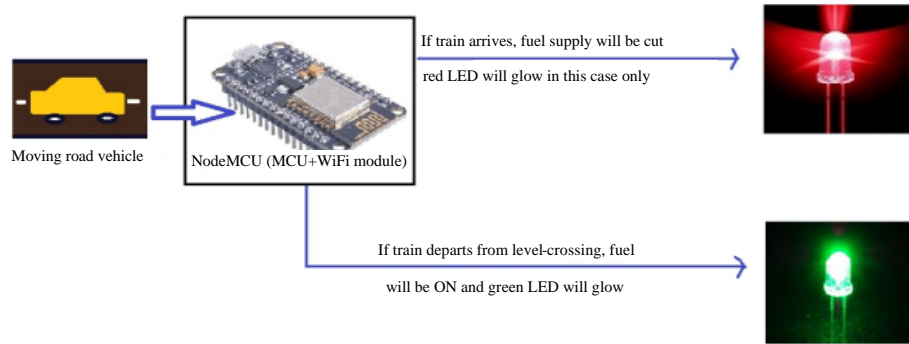 If train arrives, fuel supply will be cut
red LED will glow in this case only
Moving road vehicle
NodeMCU (MCU+WiFi module)
If train departs from level-crossing, fuel
will be ON and green LED will glow